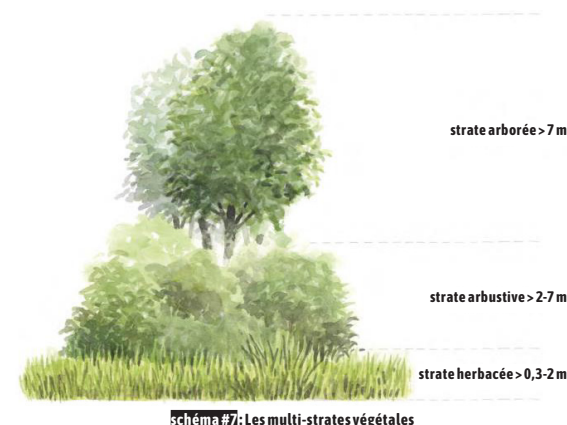 strate arborée > 7 m
strate arbustive > 2-7 m
strate herbacée > 0,3-2 m
schéma #7 : Les multi-strates végétales